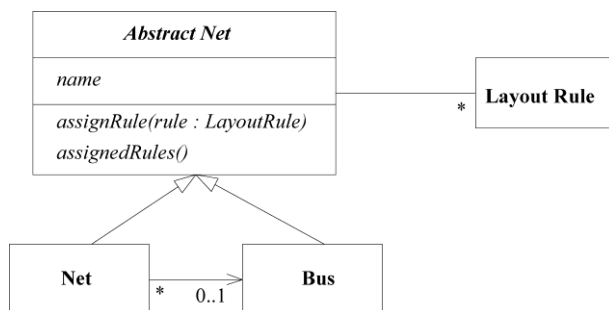 Abstract Net
name
assignRule(rule : LayoutRule)
assignedRules()
Layout Rule
*
Net
Bus
*
0..1